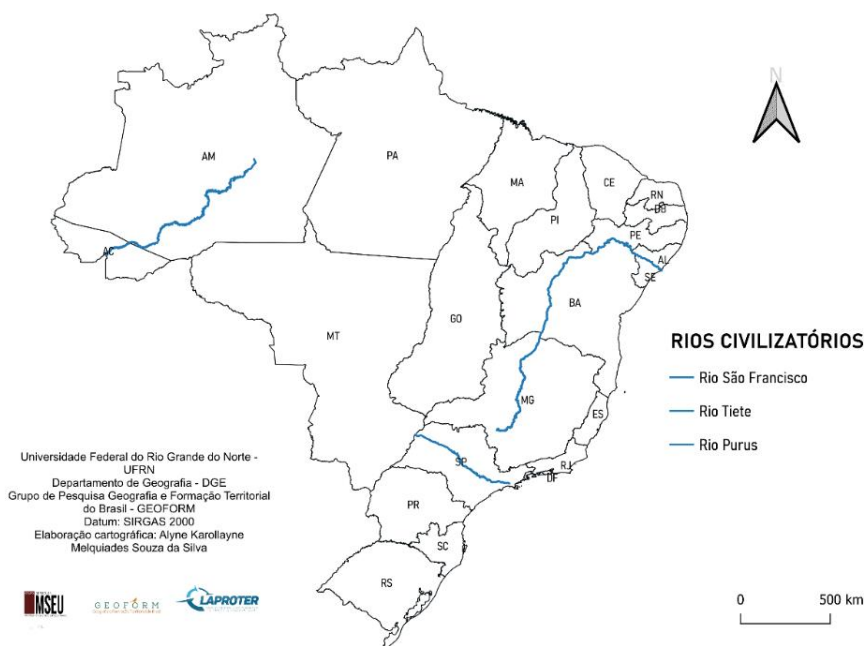 N
AM
PA
MA
CE
RN
PB
PI
PE
AL
SE
AC
BA
GO
MT
MG
ES
SP
RJ
DF
PR
SC
RS
RIOS CIVILIZATÓRIOS
Rio São Francisco
Rio Tiete
Rio Purus
Universidade Federal do Rio Grande do Norte -
UFRN
Departamento de Geografia - DGE
Grupo de Pesquisa Geografia e Formação Territorial
do Brasil - GEOFORM
Datum: SIRGAS 2000
Elaboração cartográfica: Alyne Karollayne
Melquiades Souza da Silva
MSEU
GEOFORM
LAPROTER
0 500 km